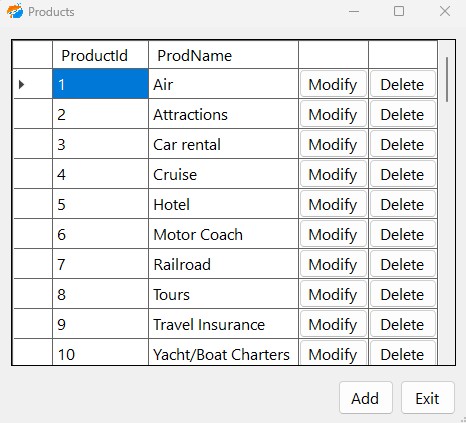 Products
ProductId ProdName
1 Air Modify Delete
2 Attractions Modify Delete
3 Car rental Modify Delete
4 Cruise Modify Delete
5 Hotel Modify Delete
6 Motor Coach Modify Delete
7 Railroad Modify Delete
8 Tours Modify Delete
9 Travel Insurance Modify Delete
10 Yacht/Boat Charters Modify Delete
Add Exit